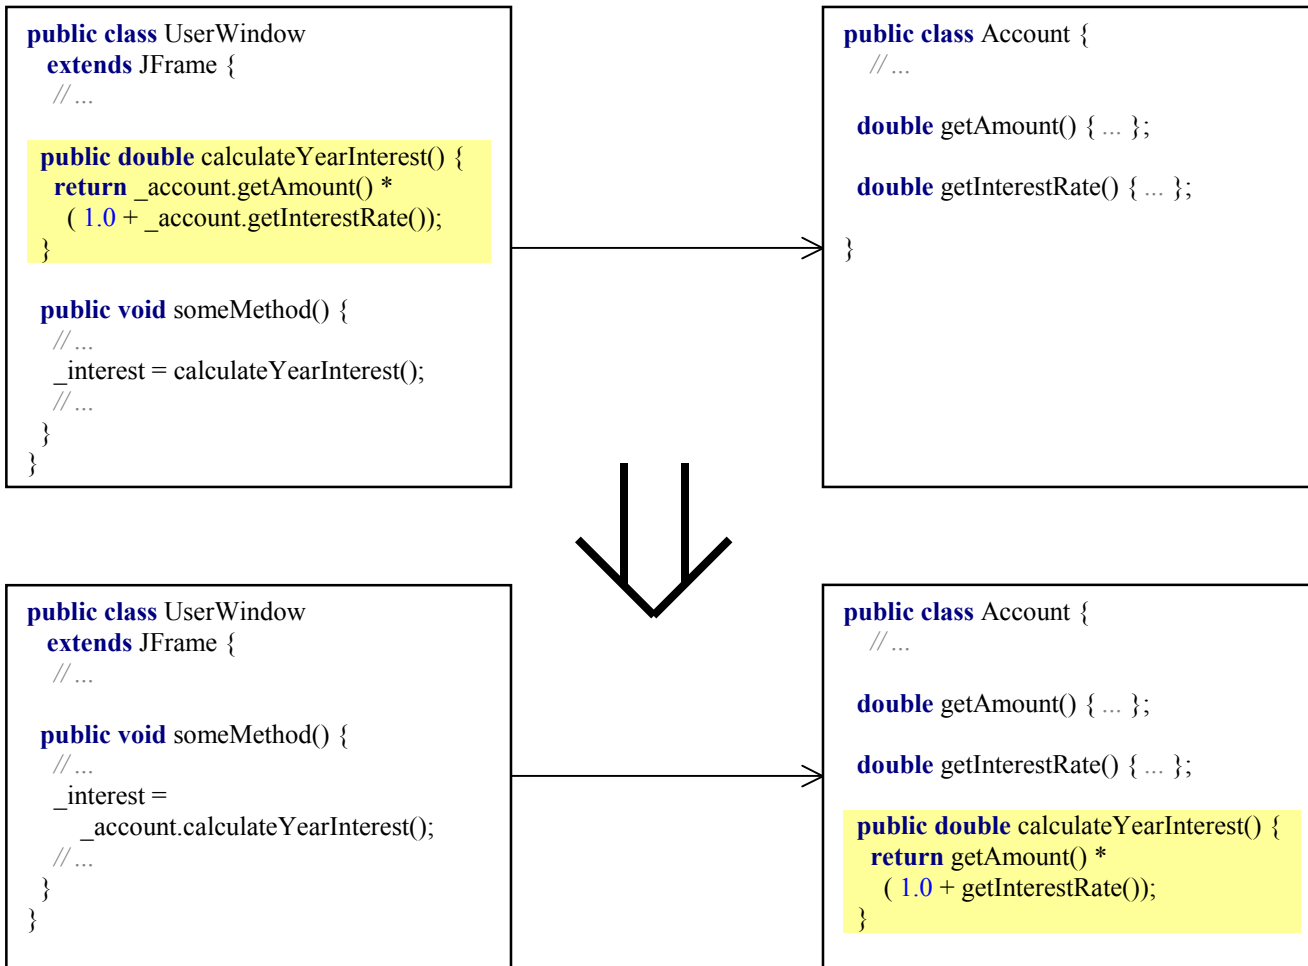 public class UserWindow
extends JFrame {
// ...
public double calculateYearInterest() {
return _account.getAmount() *
( 1.0 + _account.getInterestRate());
}
public void someMethod() {
// ...
_interest = calculateYearInterest();
// ...
}
}
public class Account {
// ...
double getAmount() { ... };
double getInterestRate() { ... };
}
public class UserWindow
extends JFrame {
// ...
public void someMethod() {
// ...
_interest =
_account.calculateYearInterest();
// ...
}
}
public class Account {
// ...
double getAmount() { ... };
double getInterestRate() { ... };
public double calculateYearInterest() {
return getAmount() *
( 1.0 + getInterestRate());
}